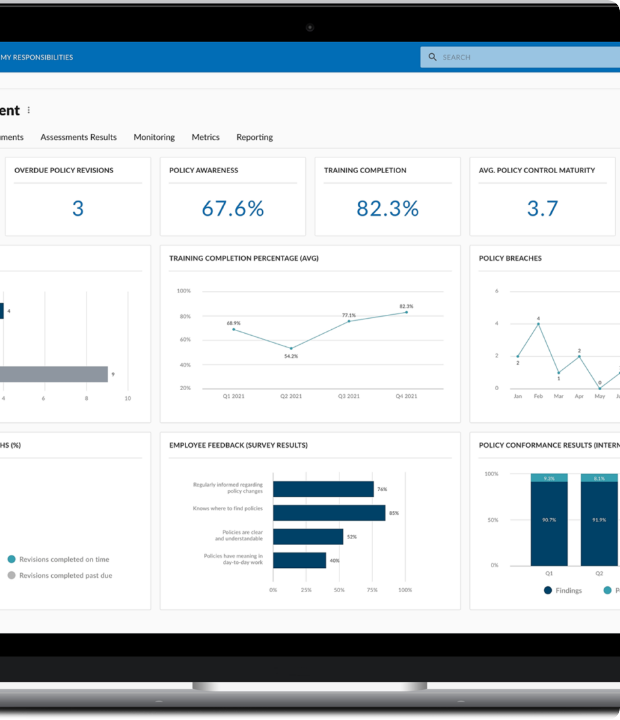 MY RESPONSIBILITIES
SEARCH
ent
ments
Assessments Results
Monitoring
Metrics
Reporting
OVERDUE POLICY REVISIONS
3
POLICY AWARENESS
67.6%
TRAINING COMPLETION
82.3%
AVG. POLICY CONTROL MATURITY
3.7
4
9
4
6
8
10
TRAINING COMPLETION PERCENTAGE (AVG)
100%
80%
60%
40%
20%
68.9%
54.2%
77.1%
82.3%
Q1 2021
Q2 2021
Q3 2021
Q4 2021
POLICY BREACHES
6
4
2
0
2
4
1
2
0
Jan
Feb
Mar
Apr
May
HS (%)
Revisions completed on time
Revisions completed past due
EMPLOYEE FEEDBACK (SURVEY RESULTS)
Regularly informed regarding
policy changes
76%
Knows where to find policies
85%
Policies are clear
and understandable
52%
Policies have meaning in
day-to-day work
40%
0%
25%
50%
75%
100%
POLICY CONFORMANCE RESULTS (INTERN
100%
50%
0%
9.3%
8.1%
90.7%
91.9%
Q1
Q2
Findings
P